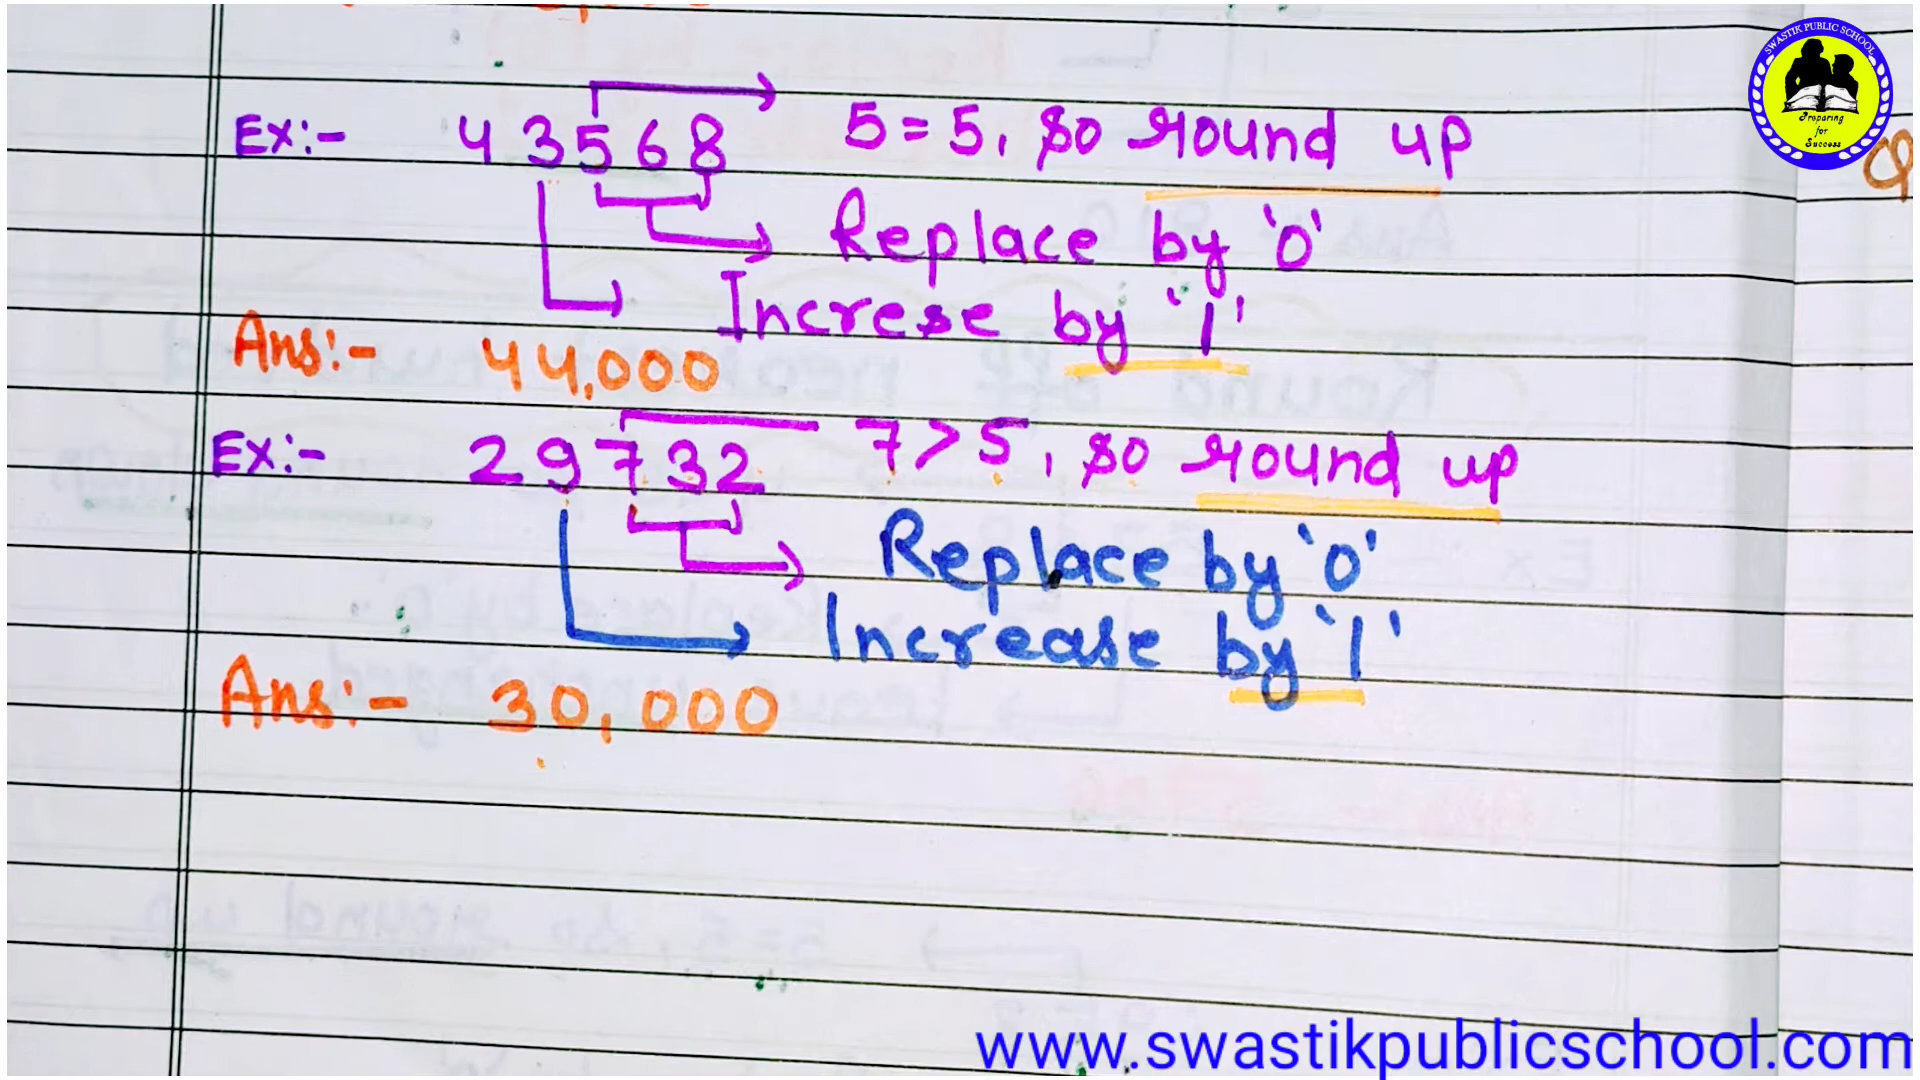 Ex:- 43568 5=5, so round up
Replace by '0'
Increse by '1'
Ans:- 44,000
Ex:- 29732 7>5, so round up
Replace by '0'
Increase by '1'
Ans:- 30,000
SWASTIK PUBLIC SCHOOL
Preparing
for
Success
www.swastikpublicschool.com